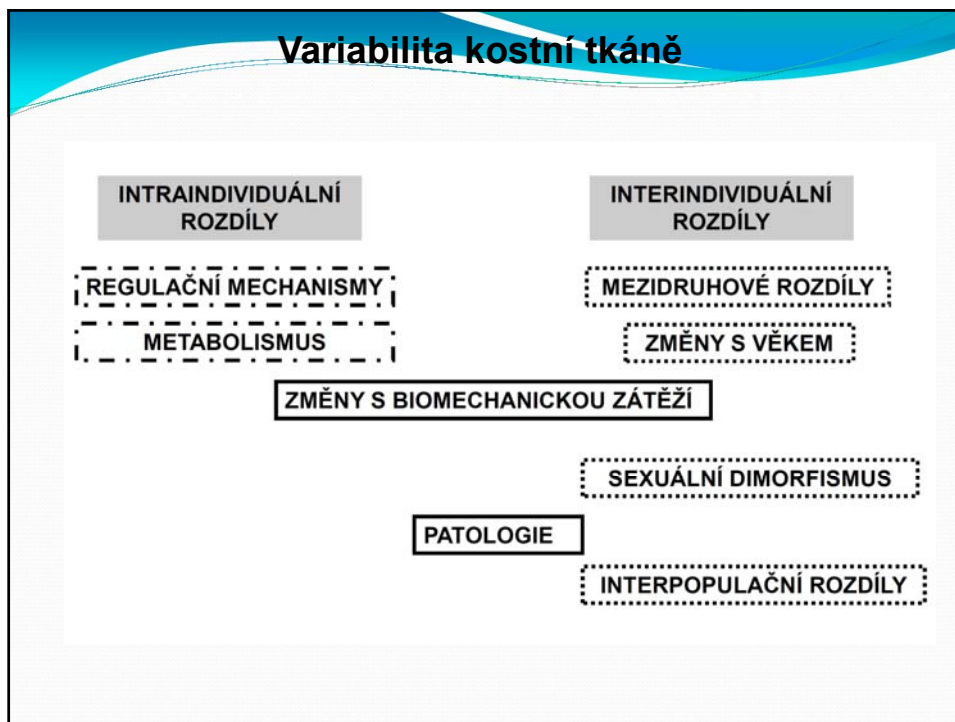 Variabilita kostní tkáně
INTRAINDIVIDUÁLNÍ
ROZDÍLY
INTERINDIVIDUÁLNÍ
ROZDÍLY
REGULAČNÍ MECHANISMY
MEZIDRUHOVÉ ROZDÍLY
METABOLISMUS
ZMĚNY S VĚKEM
ZMĚNY S BIOMECHANICKOU ZÁTĚŽÍ
SEXUÁLNÍ DIMORFISMUS
PATOLOGIE
INTERPOPULAČNÍ ROZDÍLY